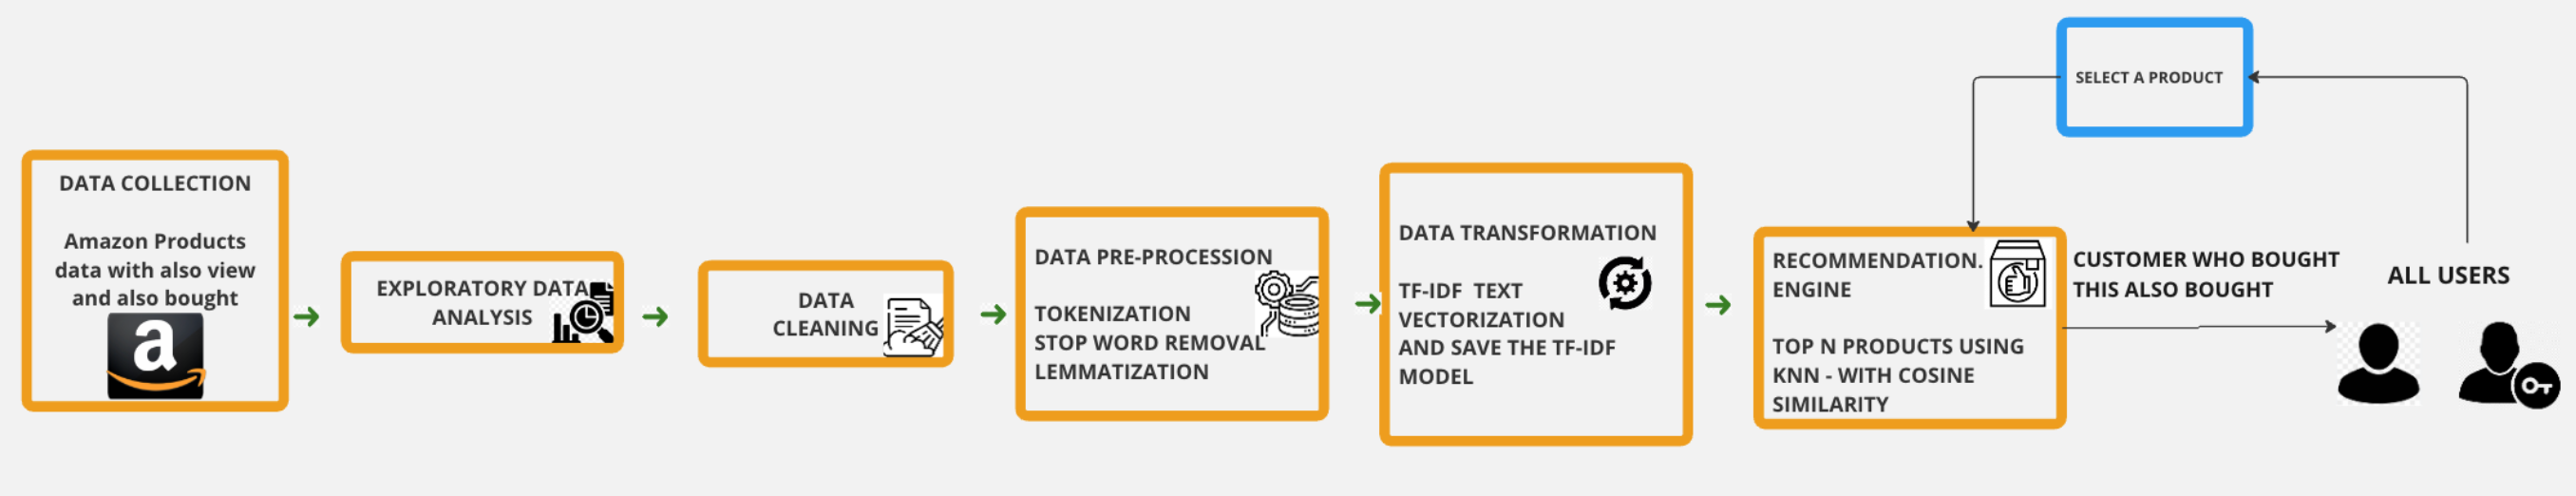 DATA COLLECTION
Amazon Products
data with also view
and also bought
a
EXPLORATORY DATA
ANALYSIS
DATA
CLEANING
DATA PRE-PROCESSION
TOKENIZATION
STOP WORD REMOVAL
LEMMATIZATION
DATA TRANSFORMATION
TF-IDF TEXT
VECTORIZATION
AND SAVE THE TF-IDF
MODEL
RECOMMENDATION.
ENGINE
TOP N PRODUCTS USING
KNN - WITH COSINE
SIMILARITY
SELECT A PRODUCT
CUSTOMER WHO BOUGHT
THIS ALSO BOUGHT
ALL USERS